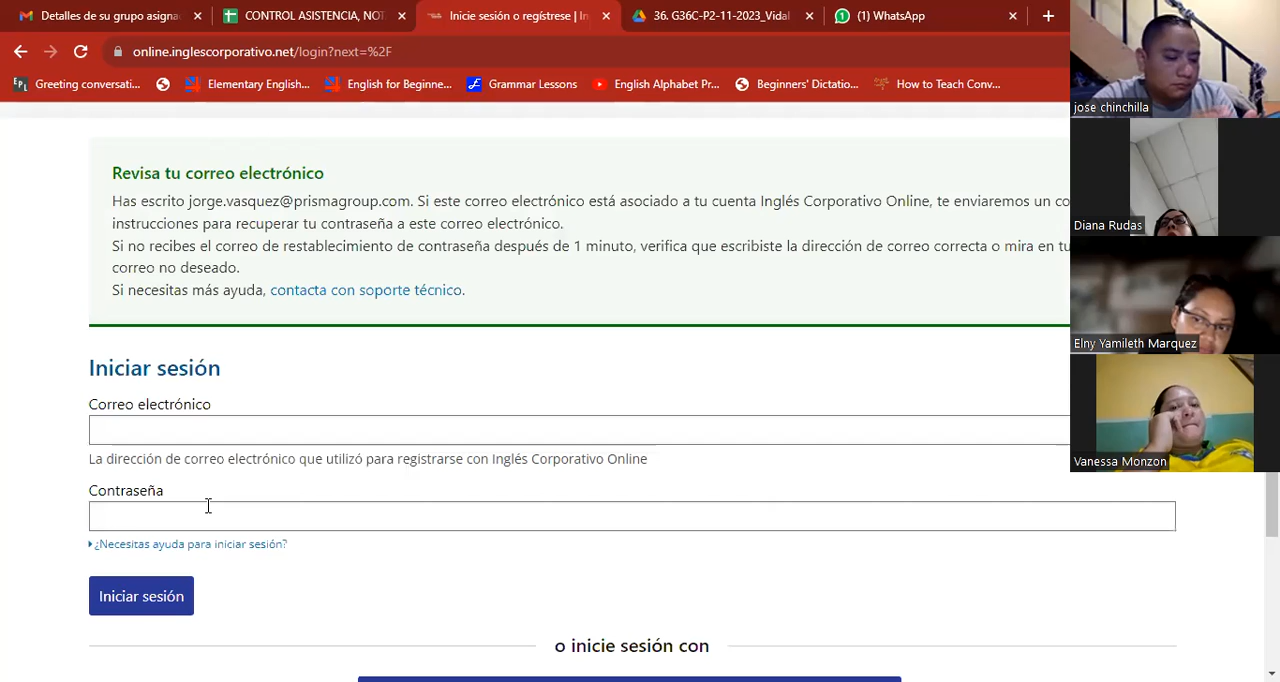 Detalles de su grupo asigna
CONTROL ASISTENCIA, NOT
Inicie sesión o regístrese | In
36. G36C-P2-11-2023_Vidal
(1) WhatsApp
online.inglescorporativo.net/login?next=%2F
Greeting conversati...
Elementary English...
English for Beginne...
Grammar Lessons
English Alphabet Pr...
Beginners' Dictatio...
How to Teach Conv...
Revisa tu correo electrónico
Has escrito jorge.vasquez@prismagroup.com. Si este correo electrónico está asociado a tu cuenta Inglés Corporativo Online, te enviaremos un co
instrucciones para recuperar tu contraseña a este correo electrónico.
Si no recibes el correo de restablecimiento de contraseña después de 1 minuto, verifica que escribiste la dirección de correo correcta o mira en tu
correo no deseado.
Si necesitas más ayuda, contacta con soporte técnico.
Iniciar sesión
Correo electrónico
La dirección de correo electrónico que utilizó para registrarse con Inglés Corporativo Online
Contraseña
¿Necesitas ayuda para iniciar sesión?
Iniciar sesión
o inicie sesión con
jose chinchilla
Diana Rudas
Elny Yamileth Marquez
Vanessa Monzon